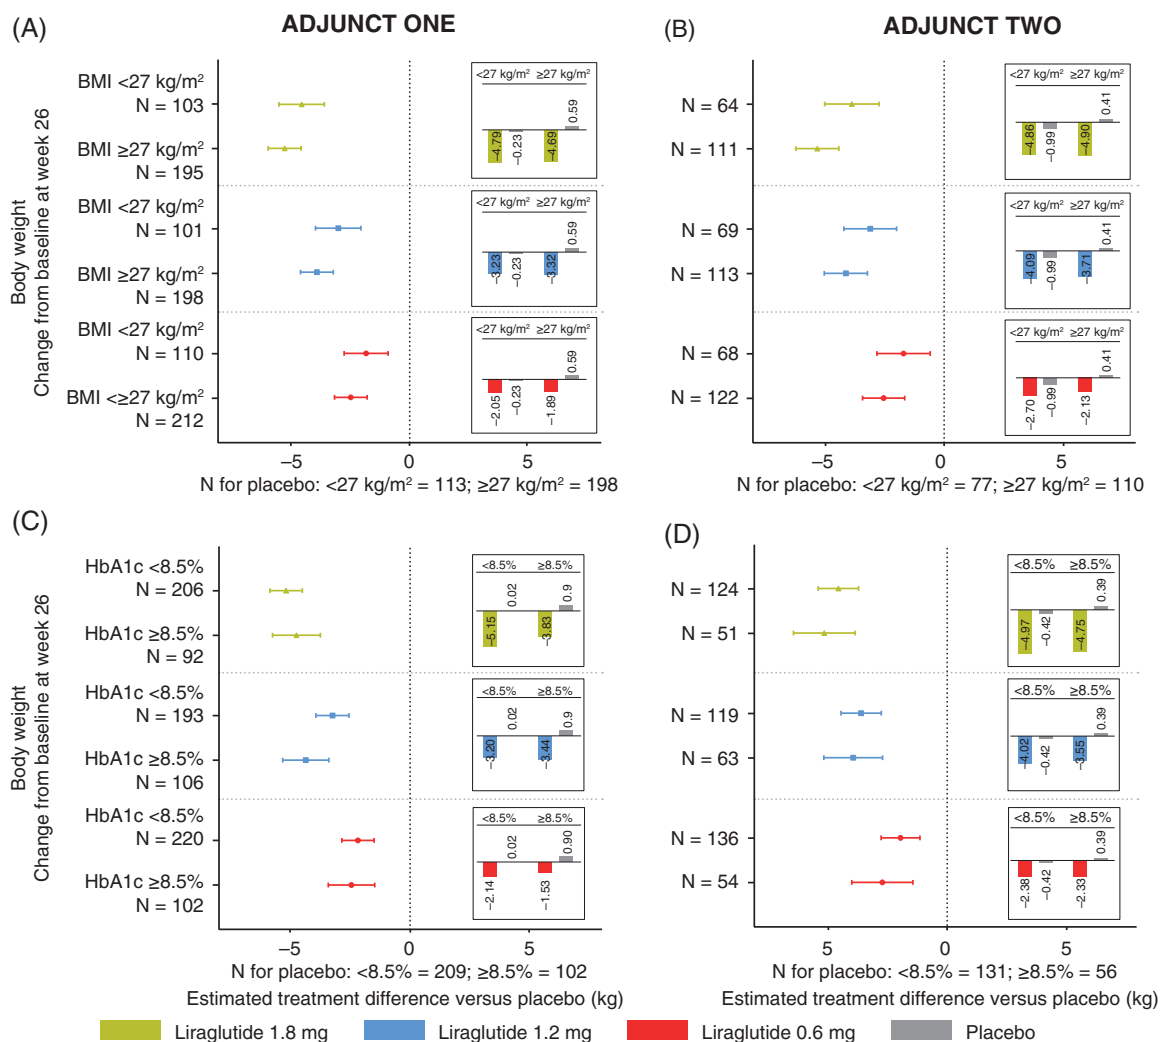 (A)
ADJUNCT ONE
BMI <27 kg/m²
N = 103
BMI ≥27 kg/m²
N = 195
BMI <27 kg/m²
N = 101
BMI ≥27 kg/m²
N = 198
BMI <27 kg/m²
N = 110
BMI <≥27 kg/m²
N = 212
Body weight
Change from baseline at week 26
<27 kg/m² ≥27 kg/m²
−4.79
−0.23
−4.69
0.59
<27 kg/m² ≥27 kg/m²
−3.23
−0.23
−3.32
0.59
<27 kg/m² ≥27 kg/m²
−2.05
−0.23
−1.89
0.59
−5 0 5
N for placebo: <27 kg/m² = 113; ≥27 kg/m² = 198
(B)
ADJUNCT TWO
N = 64
N = 111
N = 69
N = 113
N = 68
N = 122
<27 kg/m² ≥27 kg/m²
−4.86
−0.99
−4.90
0.41
<27 kg/m² ≥27 kg/m²
−4.09
−0.99
−3.71
0.41
<27 kg/m² ≥27 kg/m²
−2.70
−0.99
−2.13
0.41
−5 0 5
N for placebo: <27 kg/m² = 77; ≥27 kg/m² = 110
(C)
HbA1c <8.5%
N = 206
HbA1c ≥8.5%
N = 92
HbA1c <8.5%
N = 193
HbA1c ≥8.5%
N = 106
HbA1c <8.5%
N = 220
HbA1c ≥8.5%
N = 102
Body weight
Change from baseline at week 26
<8.5% ≥8.5%
−5.15
0.02
−3.83
0.9
<8.5% ≥8.5%
−3.20
0.02
−3.44
0.9
<8.5% ≥8.5%
−2.14
0.02
−1.53
0.90
−5 0 5
N for placebo: <8.5% = 209; ≥8.5% = 102
Estimated treatment difference versus placebo (kg)
(D)
N = 124
N = 51
N = 119
N = 63
N = 136
N = 54
<8.5% ≥8.5%
−4.97
−0.42
−4.75
0.39
<8.5% ≥8.5%
−4.02
−0.42
−3.55
0.39
<8.5% ≥8.5%
−2.38
−0.42
−2.33
0.39
5 0 5
N for placebo: <8.5% = 131; ≥8.5% = 56
Estimated treatment difference versus placebo (kg)
Liraglutide 1.8 mg Liraglutide 1.2 mg Liraglutide 0.6 mg Placebo